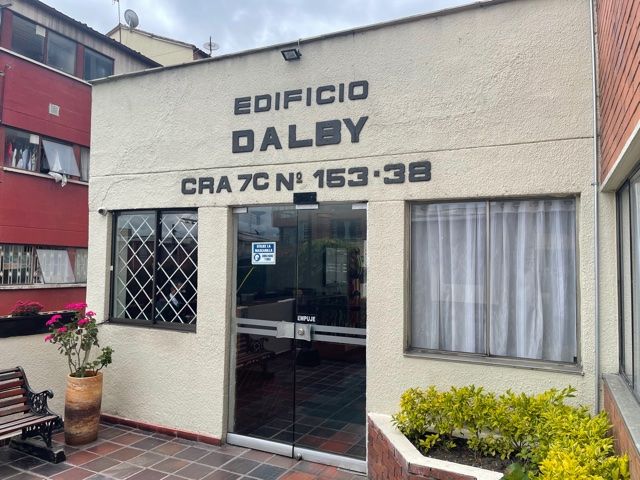 EDIFICIO
DALBY
CRA 7C Nº 153-38
EMPUJE